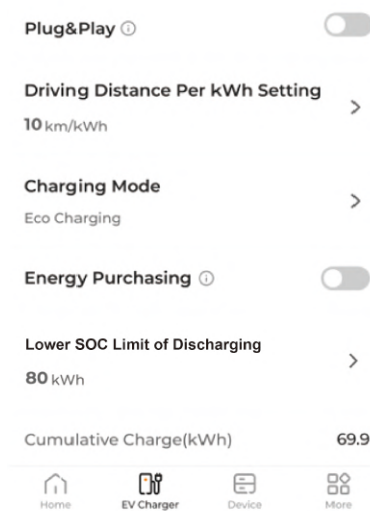 Plug&Play
Driving Distance Per kWh Setting
10 km/kWh
Charging Mode
Eco Charging
Energy Purchasing
Lower SOC Limit of Discharging
80 kWh
Cumulative Charge(kWh) 69.9
Home EV Charger Device More